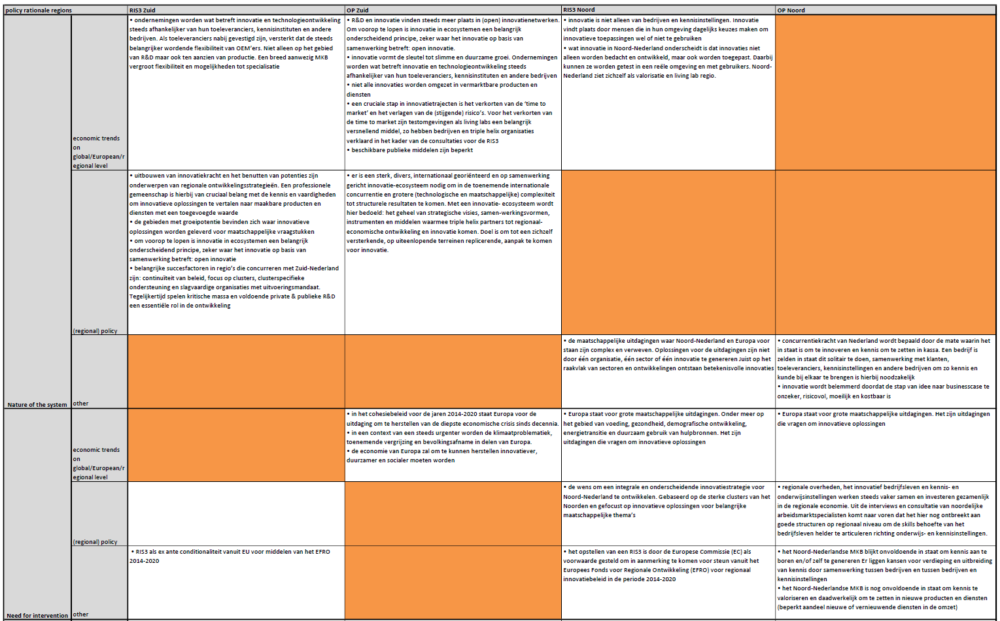 policy rationale regions
RIS3 Zuid
OP Zuid
RIS3 Noord
OP Noord
Nature of the system
economic trends
on
global/European/r
egional level
• ondernemingen worden wat betreft innovatie en technologieontwikkeling
steeds afhankelijker van hun toeleveranciers, kennisinstituten en andere
bedrijven. Als toeleveranciers nabij gevestigd zijn, versterkt dat de steeds
belangrijker wordende flexibiliteit van OEM'ers. Niet alleen op het gebied
van R&D maar ook ten aanzien van productie. Een breed aanwezig MKB
vergroot flexibiliteit en mogelijkheden tot specialisatie
• R&D en innovatie vinden steeds meer plaats in (open) innovatienetwerken.
Om voorop te lopen is innovatie in ecosystemen een belangrijk
onderscheidend principe, zeker waar het innovatie op basis van
samenwerking betreft: open innovatie.
• innovatie vormt de sleutel tot slimme en duurzame groei. Ondernemingen
worden wat betreft innovatie en technologieontwikkeling steeds
afhankelijker van hun toeleveranciers, kennisinstituten en andere bedrijven
• niet alle innovaties worden omgezet in vermarktbare producten en
diensten
• een cruciale stap in innovatietrajecten is het verkorten van de 'time to
market' en het verlagen van de (stijgende) risico's. Voor het verkorten van
de time to market zijn testomgevingen als living labs een belangrijk
versnellend middel, zo hebben bedrijven en triple helix organisaties
verklaard in het kader van de consultaties voor de RIS3
• beschikbare publieke middelen zijn beperkt
• innovatie is niet alleen van bedrijven en kennisinstellingen. Innovatie
vindt plaats door mensen die in hun omgeving dagelijks keuzes maken om
innovatieve toepassingen wel of niet te gebruiken
• wat innovatie in Noord-Nederland onderscheidt is dat innovaties niet
alleen worden bedacht en ontwikkeld, maar ook worden toegepast. Daarbij
kunnen ze worden getest in een reële omgeving en met gebruikers. Noord-
Nederland ziet zichzelf als valorisatie en living lab regio.
(regional) policy
• uitbouwen van innovatiekracht en het benutten van potenties zijn
onderwerpen van regionale ontwikkelingsstrategieën. Een professionele
gemeenschap is hierbij van cruciaal belang met de kennis en vaardigheden
om innovatieve oplossingen te vertalen naar maakbare producten en
diensten met een toegevoegde waarde
• de gebieden met groeipotentie bevinden zich waar innovatieve
oplossingen worden geleverd voor maatschappelijke vraagstukken
• om voorop te lopen is innovatie in ecosystemen een belangrijk
onderscheidend principe, zeker waar het innovatie op basis van
samenwerking betreft: open innovatie
• belangrijke succesfactoren in regio's die concurreren met Zuid-Nederland
zijn: continuïteit van beleid, focus op clusters, clusterspecifieke
ondersteuning en slagvaardige organisaties met uitvoeringsmandaat.
Tegelijkertijd spelen kritische massa en voldoende private & publieke R&D
een essentiële rol in de ontwikkeling
• er is een sterk, divers, internationaal georiënteerd en op samenwerking
gericht innovatie-ecosysteem nodig om in de toenemende internationale
concurrentie en grotere (technologische en maatschappelijke) complexiteit
tot structurele resultaten te komen. Met een innovatie- ecosysteem wordt
hier bedoeld: het geheel van strategische visies, samen-werkingsvormen,
instrumenten en middelen waarmee triple helix partners tot regionaal-
economische ontwikkeling en innovatie komen. Doel is om tot een zichzelf
versterkende, op uiteenlopende terreinen replicerende, aanpak te komen
voor innovatie.
other
• de maatschappelijke uitdagingen waar Noord-Nederland en Europa voor
staan zijn complex en verweven. Oplossingen voor de uitdagingen zijn niet
door één organisatie, één sector of één innovatie te genereren Juist op het
raakvlak van sectoren en ontwikkelingen ontstaan betekenisvolle innovaties
• concurrentiekracht van Nederland wordt bepaald door de mate waarin het
in staat is om te innoveren en kennis om te zetten in kassa. Een bedrijf is
zelden in staat dit solitair te doen, samenwerking met klanten,
toeleveranciers, kennisinstellingen en andere bedrijven om zo kennis en
kunde bij elkaar te brengen is hierbij noodzakelijk
• innovatie wordt belemmerd doordat de stap van idee naar businesscase te
onzeker, risicovol, moeilijk en kostbaar is
Need for intervention
economic trends
on
global/European/r
egional level
• in het cohesiebeleid voor de jaren 2014-2020 staat Europa voor de
uitdaging om te herstellen van de diepste economische crisis sinds decennia.
• in een context van een steeds urgenter worden de klimaatproblematiek,
toenemende vergrijzing en bevolkingsafname in delen van Europa.
• de economie van Europa zal om te kunnen herstellen innovatiever,
duurzamer en socialer moeten worden
• Europa staat voor grote maatschappelijke uitdagingen. Onder meer op
het gebied van voeding, gezondheid, demografische ontwikkeling,
energietransitie en duurzaam gebruik van hulpbronnen. Het zijn
uitdagingen die vragen om innovatieve oplossingen
• Europa staat voor grote maatschappelijke uitdagingen. Het zijn uitdagingen
die vragen om innovatieve oplossingen
(regional) policy
• de wens om een integrale en onderscheidende innovatiestrategie voor
Noord-Nederland te ontwikkelen. Gebaseerd op de sterke clusters van het
Noorden en gefocust op innovatieve oplossingen voor belangrijke
maatschappelijke thema's
• regionale overheden, het innovatief bedrijfsleven en kennis- en
onderwijsinstellingen werken steeds vaker samen en investeren gezamenlijk
in de regionale economie. Uit de interviews en consultatie van noordelijke
arbeidsmarktspecialisten komt naar voren dat het hier nog ontbreekt aan
goede structuren op regionaal niveau om de skills behoefte van het
bedrijfsleven helder te articuleren richting onderwijs- en kennisinstellingen.
other
• RIS3 als ex ante conditionaliteit vanuit EU voor middelen van het EFRO
2014-2020
• het opstellen van een RIS3 is door de Europese Commissie (EC) als
voorwaarde gesteld om in aanmerking te komen voor steun vanuit het
Europees Fonds voor Regionale Ontwikkeling (EFRO) voor regionaal
innovatiebeleid in de periode 2014-2020
• het Noord-Nederlandse MKB blijkt onvoldoende in staat om kennis aan te
boren en/of zelf te genereren Er liggen kansen voor verdieping en uitbreiding
van kennis door samenwerking tussen bedrijven en tussen bedrijven en
kennisinstellingen
• het Noord-Nederlandse MKB is nog onvoldoende in staat om kennis te
valoriseren en daadwerkelijk om te zetten in nieuwe producten en diensten
(beperkt aandeel nieuwe of vernieuwende diensten in de omzet)